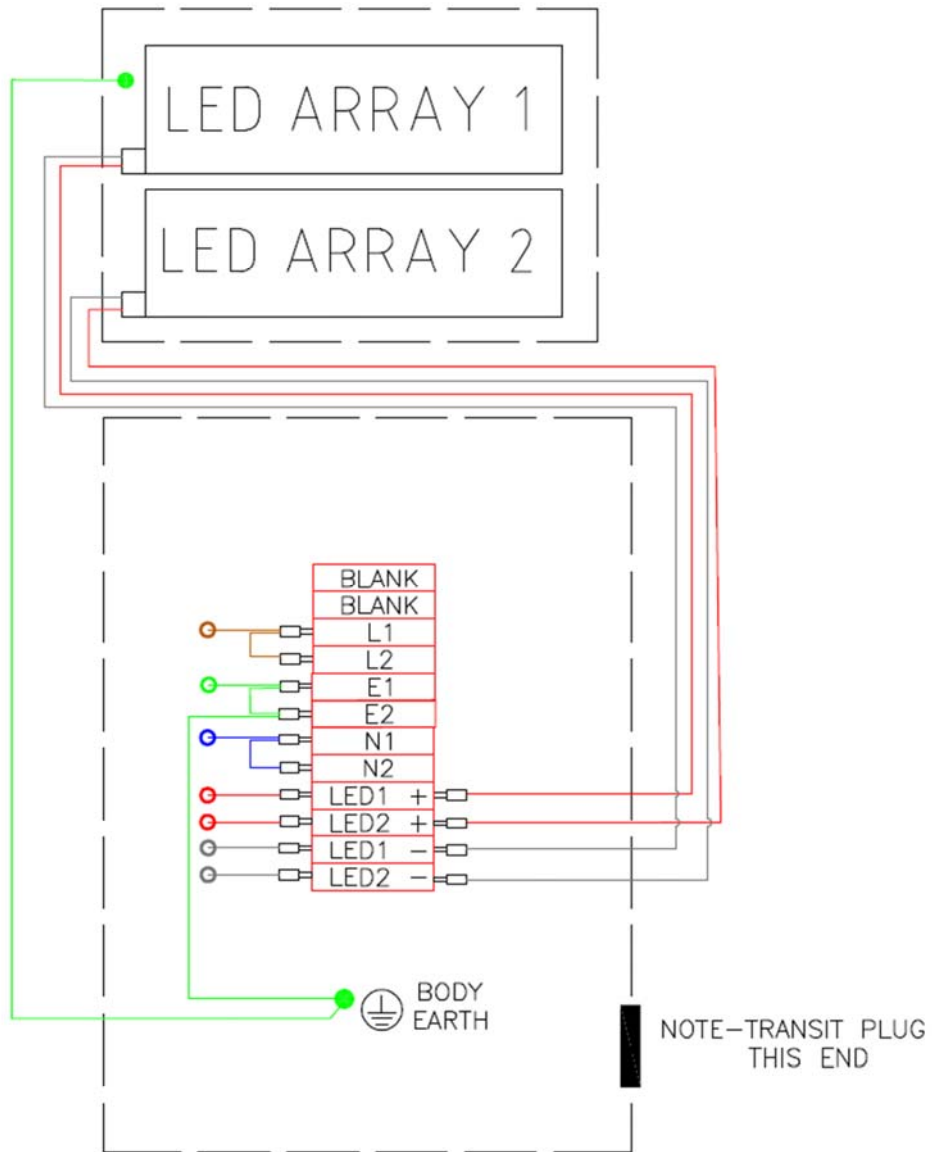 LED ARRAY 1
LED ARRAY 2
BLANK
BLANK
L1
L2
E1
E2
N1
N2
LED1 +
LED2 +
LED1 −
LED2 −
BODY
EARTH
NOTE−TRANSIT PLUG
THIS END